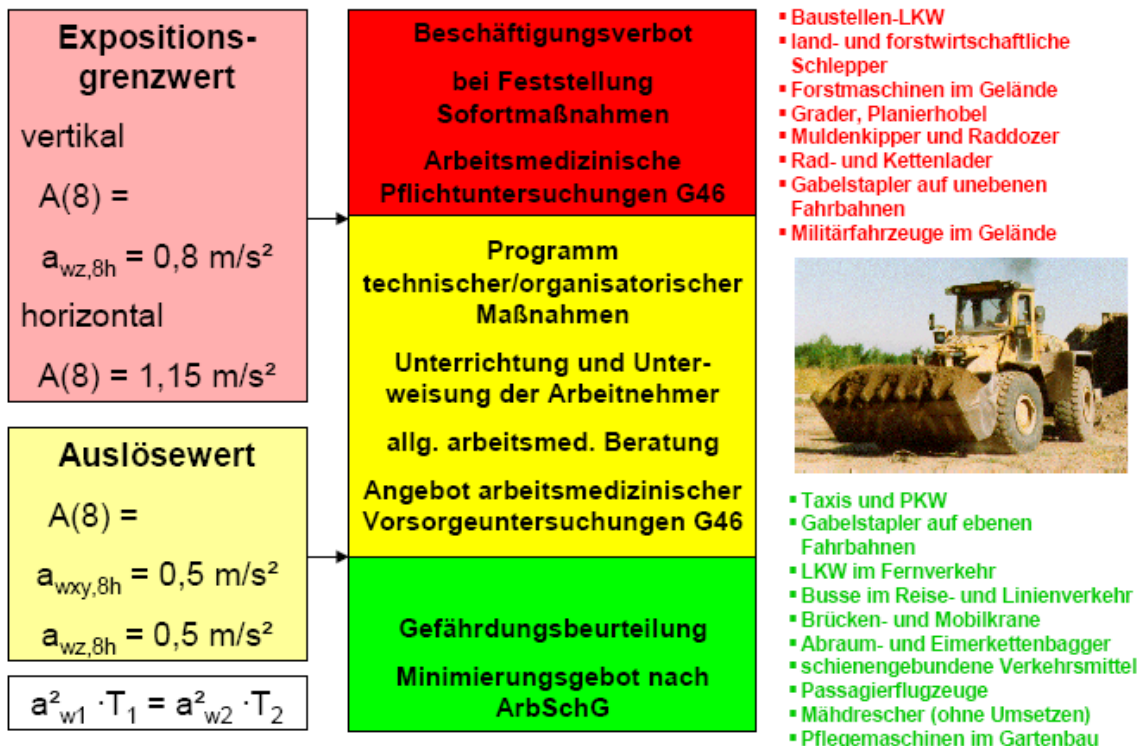 Expositions-
grenzwert
vertikal
A(8) =
a_wz,8h = 0,8 m/s²
horizontal
A(8) = 1,15 m/s²
Auslösewert
A(8) =
a_wxy,8h = 0,5 m/s²
a_wz,8h = 0,5 m/s²
a²_w1 ·T_1 = a²_w2 ·T_2
Beschäftigungsverbot
bei Feststellung
Sofortmaßnahmen
Arbeitsmedizinische
Pflichtuntersuchungen G46
Programm
technischer/organisatorischer
Maßnahmen
Unterrichtung und Unter-
weisung der Arbeitnehmer
allg. arbeitsmed. Beratung
Angebot arbeitsmedizinischer
Vorsorgeuntersuchungen G46
Gefährdungsbeurteilung
Minimierungsgebot nach
ArbSchG
▪ Baustellen-LKW
▪ land- und forstwirtschaftliche
Schlepper
▪ Forstmaschinen im Gelände
▪ Grader, Planierhobel
▪ Muldenkipper und Raddozer
▪ Rad- und Kettenlader
▪ Gabelstapler auf unebenen
Fahrbahnen
▪ Militärfahrzeuge im Gelände
▪ Taxis und PKW
▪ Gabelstapler auf ebenen
Fahrbahnen
▪ LKW im Fernverkehr
▪ Busse im Reise- und Linienverkehr
▪ Brücken- und Mobilkrane
▪ Abraum- und Eimerkettenbagger
▪ schienengebundene Verkehrsmittel
▪ Passagierflugzeuge
▪ Mähdrescher (ohne Umsetzen)
▪ Pflegemaschinen im Gartenbau